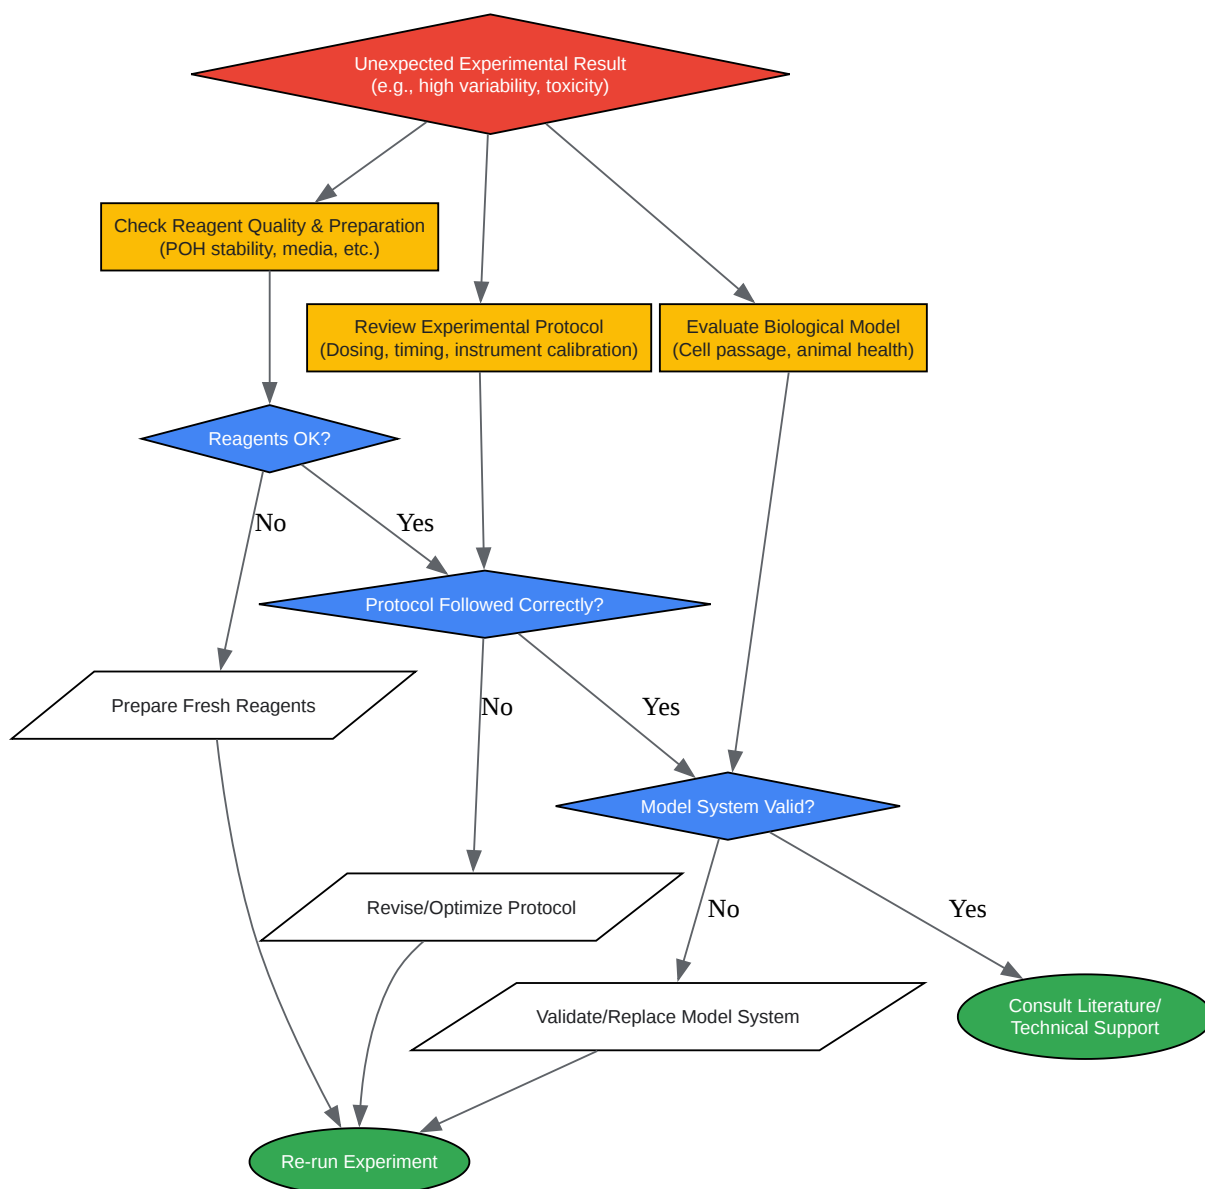 Unexpected Experimental Result
(e.g., high variability, toxicity)
Check Reagent Quality & Preparation
(POH stability, media, etc.)
Review Experimental Protocol
(Dosing, timing, instrument calibration)
Evaluate Biological Model
(Cell passage, animal health)
Reagents OK?
No
Yes
Protocol Followed Correctly?
Prepare Fresh Reagents
No
Yes
Model System Valid?
Revise/Optimize Protocol
No
Yes
Validate/Replace Model System
Consult Literature/
Technical Support
Re-run Experiment